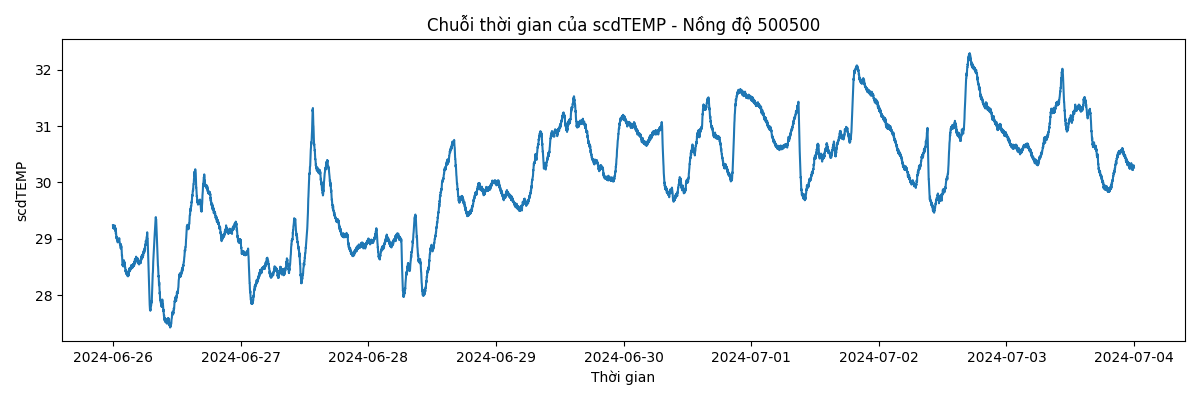 Chuỗi thời gian của scdTEMP - Nồng độ 500500
scdTEMP
32
31
30
29
28
2024-06-26 2024-06-27 2024-06-28 2024-06-29 2024-06-30 2024-07-01 2024-07-02 2024-07-03 2024-07-04
Thời gian